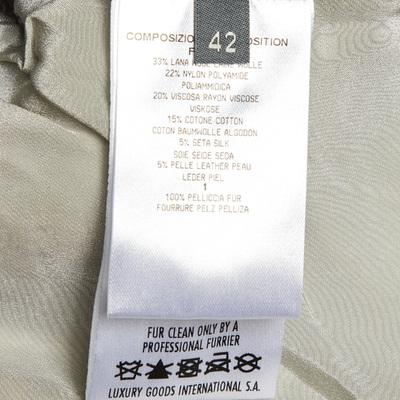 42
COMPOSIZIO OSITION
F
33% LANA WOOL LAINE WOLLE
22% NYLON POLYAMIDE
POLIAMMIDICA
20% VISCOSA RAYON VISCOSE
VISKOSE
15% COTONE COTTON
COTON BAUMWOLLE ALGODON
5% SETA SILK
SOIE SEIDE SEDA
5% PELLE LEATHER PEAU
LEDER PIEL
1
100% PELLICCIA FUR
FOURRURE PELZ PELLIZA
FUR CLEAN ONLY BY A
PROFESSIONAL FURRIER
LUXURY GOODS INTERNATIONAL S.A.